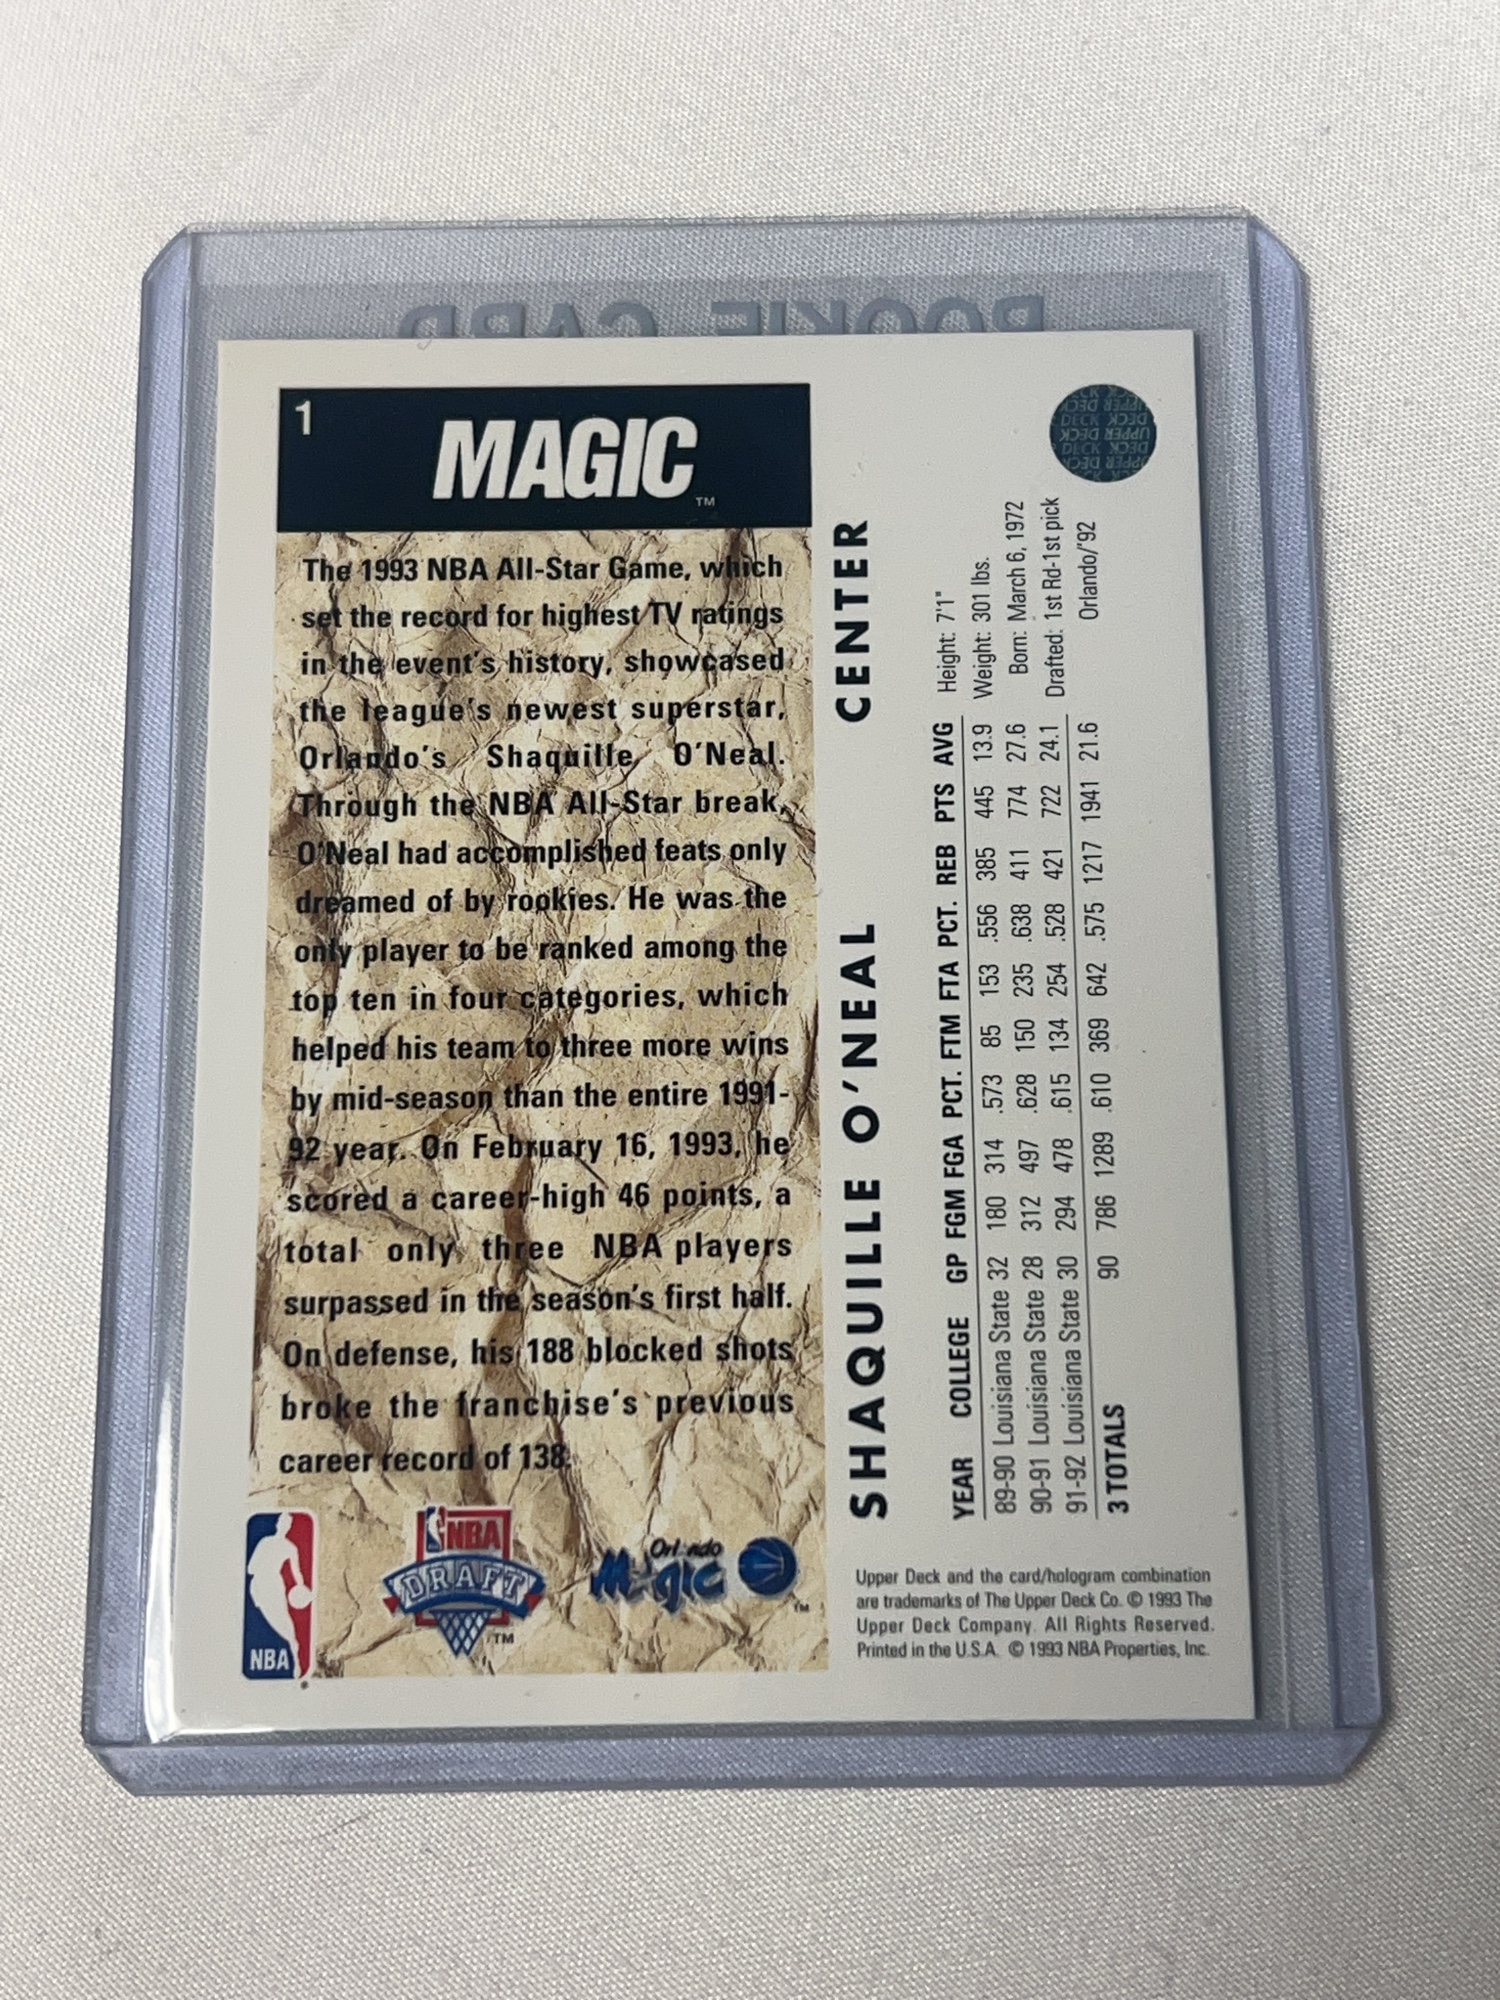 ROOKIE CARD
1
MAGIC
TM
The 1993 NBA All-Star Game, which
set the record for highest TV ratings
in the event's history, showcased
the league's newest superstar,
Orlando's Shaquille O'Neal.
Through the NBA All-Star break,
O'Neal had accomplished feats only
dreamed of by rookies. He was the
only player to be ranked among the
top ten in four categories, which
helped his team to three more wins
by mid-season than the entire 1991-
92 year. On February 16, 1993, he
scored a career-high 46 points, a
total only three NBA players
surpassed in the season's first half.
On defense, his 188 blocked shots
broke the franchise's previous
career record of 138.
NBA
NBA
DRAFT
TM
Orlando
Magic
TM
SHAQUILLE O'NEAL CENTER
YEAR COLLEGE GP FGM FGA PCT. FTM FTA PCT. REB PTS AVG
89-90 Louisiana State 32 180 314 .573 85 153 .556 385 445 13.9
90-91 Louisiana State 28 312 497 .628 150 235 .638 411 774 27.6
91-92 Louisiana State 30 294 478 .615 134 254 .528 421 722 24.1
3 TOTALS 90 786 1289 .610 369 642 .575 1217 1941 21.6
Height: 7'1"
Weight: 301 lbs.
Born: March 6, 1972
Drafted: 1st Rd-1st pick
Orlando/'92
UPPER DECK
Upper Deck and the card/hologram combination
are trademarks of The Upper Deck Co. © 1993 The
Upper Deck Company. All Rights Reserved.
Printed in the U.S.A. © 1993 NBA Properties, Inc.